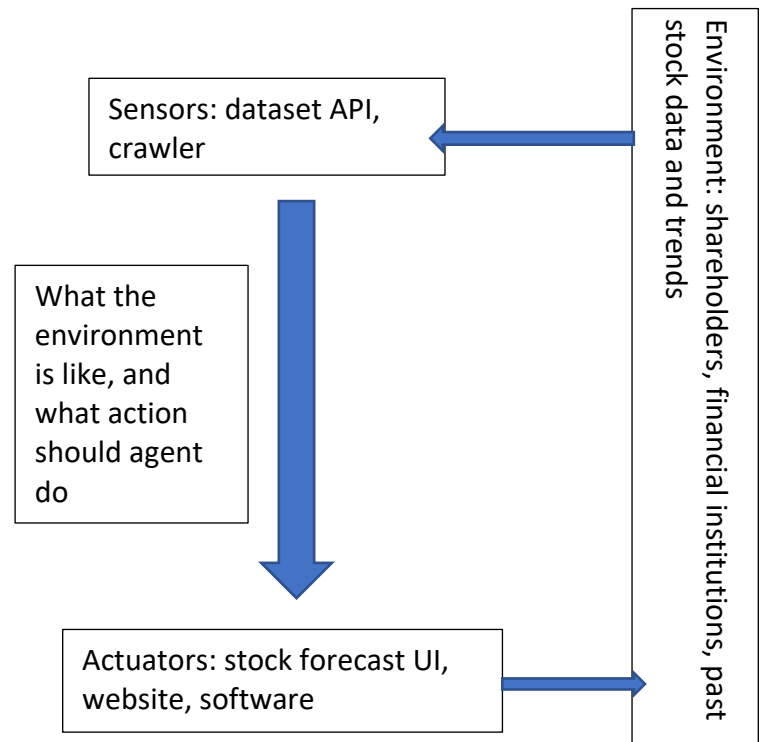 Sensors: dataset API,
crawler
What the
environment
is like, and
what action
should agent
do
Actuators: stock forecast UI,
website, software
Environment: shareholders, financial institutions, past
stock data and trends